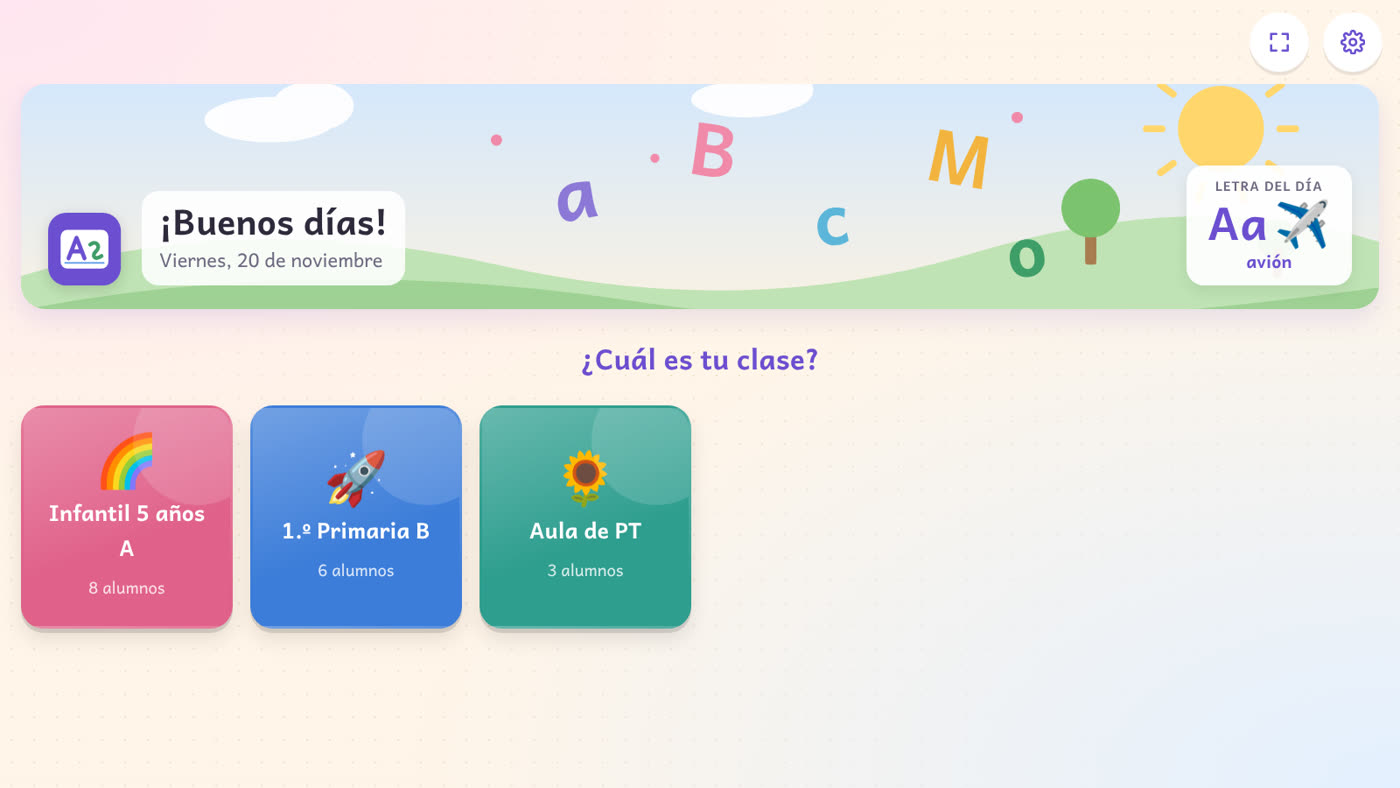 a
B
c
M
o
A2
¡Buenos días!
Viernes, 20 de noviembre
LETRA DEL DÍA
Aa
avión
¿Cuál es tu clase?
Infantil 5 años
A
8 alumnos
1.º Primaria B
6 alumnos
Aula de PT
3 alumnos